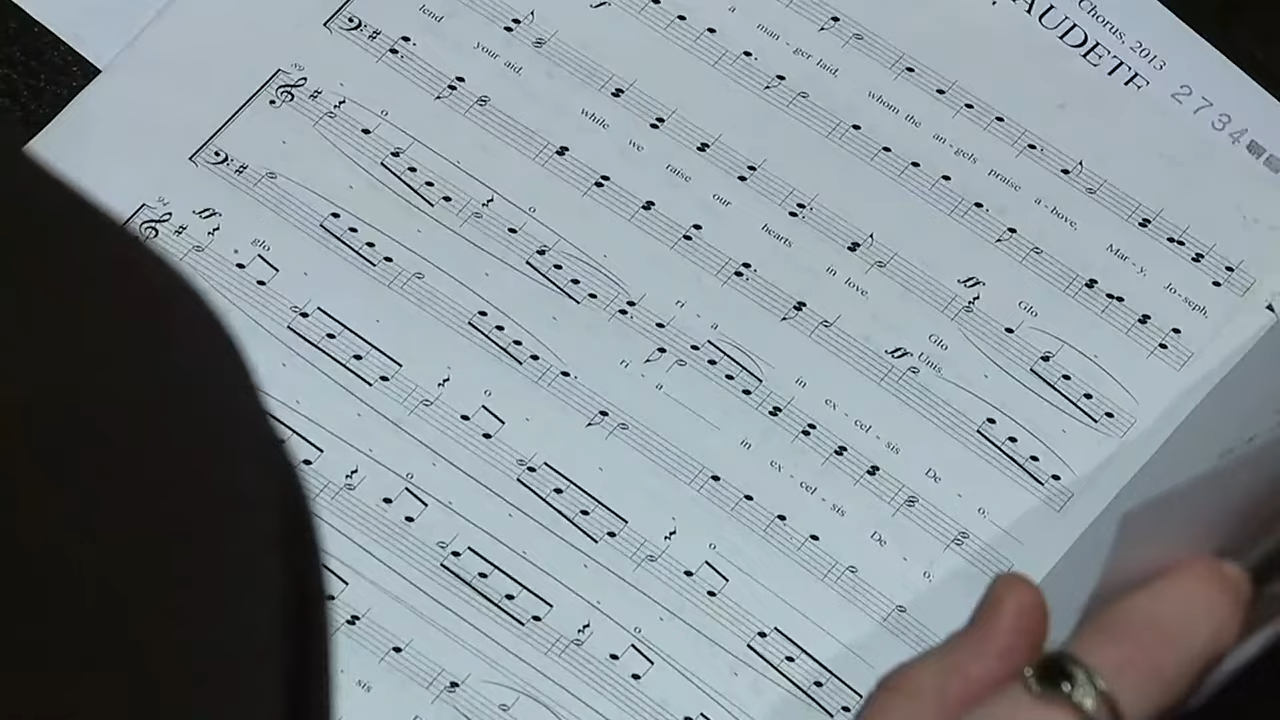 Chorus, 2013
AUDETE
2734
f
a man - ger laid, whom the an - gels praise a - bove, Mar - y, Jo - seph,
lend your aid, while we raise our hearts in love.
ff
Glo
Glo
ff Unis.
89
o
o
ri - a in ex - cel - sis De - o,
ri - a in ex - cel - sis De - o,
94
ff
glo
o
o
o
o
sis